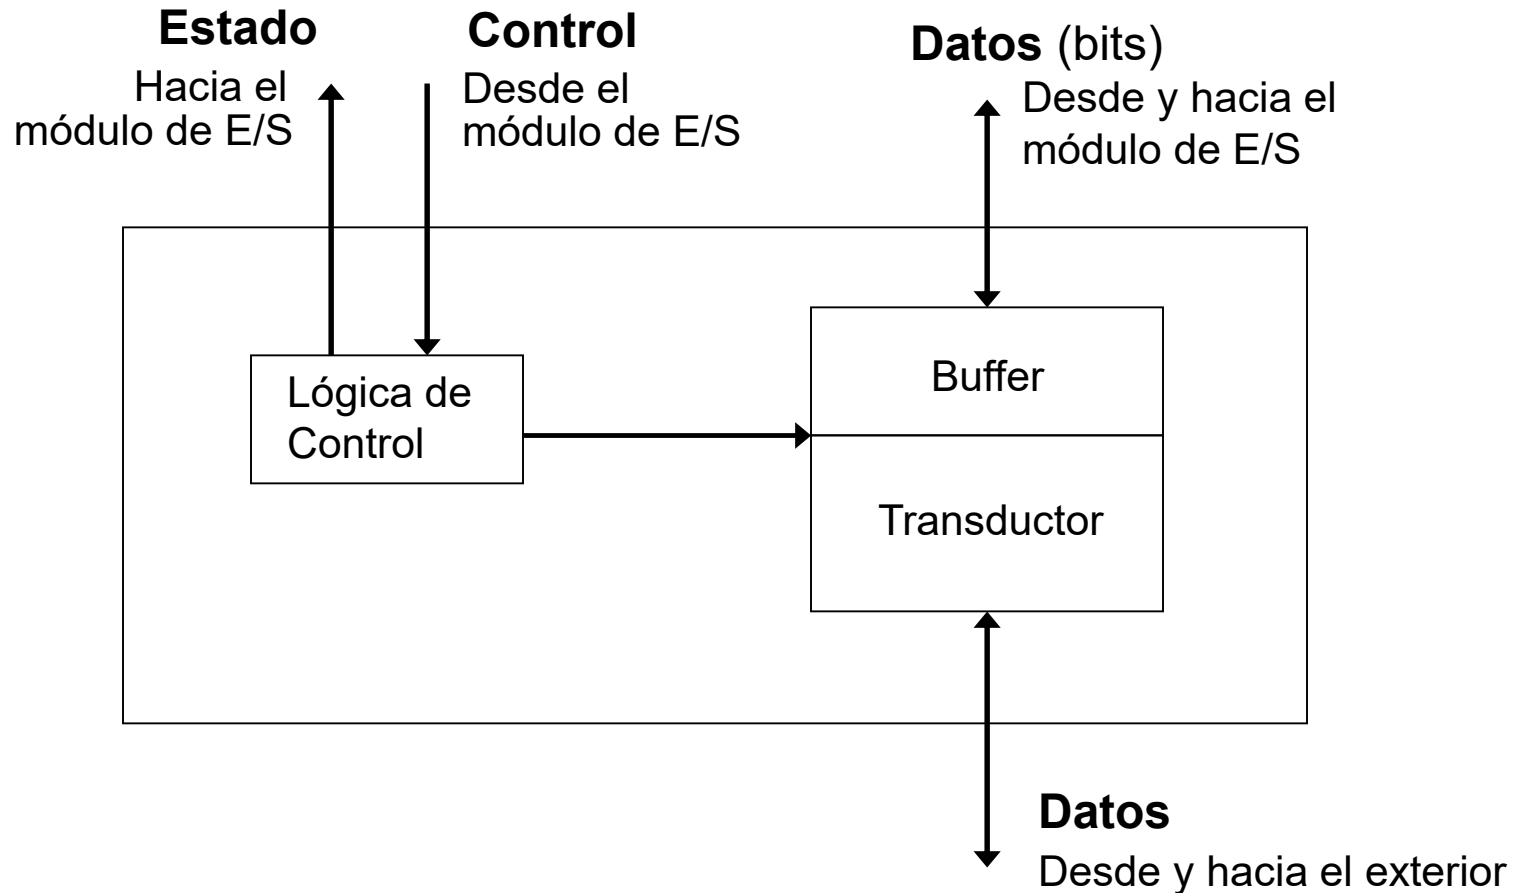 Estado
Hacia el
módulo de E/S
Control
Desde el
módulo de E/S
Datos (bits)
Desde y hacia el
módulo de E/S
Lógica de
Control
Buffer
Transductor
Datos
Desde y hacia el exterior